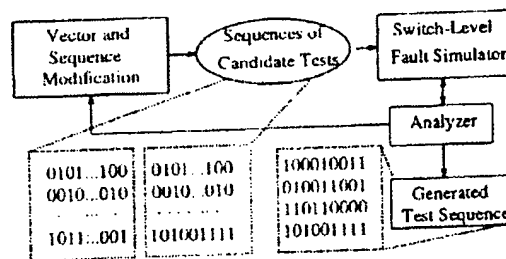 Vector and
Sequence
Modification
Sequences of
Candidate Tests
Switch-Level
Fault Simulator
Analyzer
Generated
Test Sequence
0101...100
0010...010
. . . . .
1011...001
0101...100
0010...010
. . . . . .
101001111
100010011
010011001
110110000
101001111